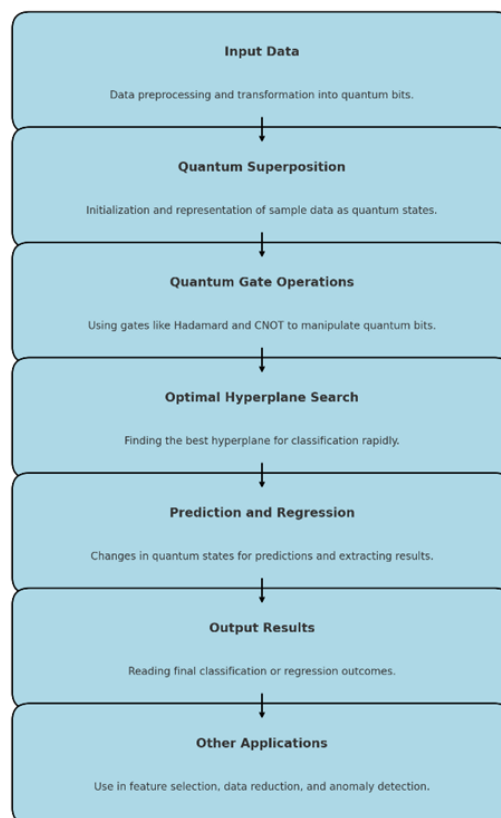 Input Data
Data preprocessing and transformation into quantum bits.
Quantum Superposition
Initialization and representation of sample data as quantum states.
Quantum Gate Operations
Using gates like Hadamard and CNOT to manipulate quantum bits.
Optimal Hyperplane Search
Finding the best hyperplane for classification rapidly.
Prediction and Regression
Changes in quantum states for predictions and extracting results.
Output Results
Reading final classification or regression outcomes.
Other Applications
Use in feature selection, data reduction, and anomaly detection.